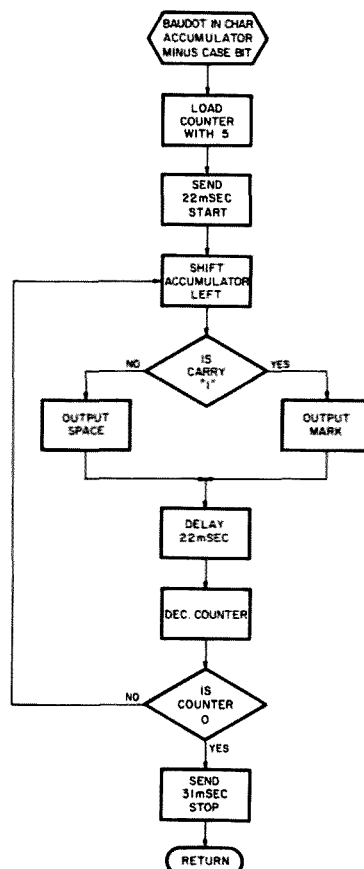 BAUDOT IN CHAR
ACCUMULATOR
MINUS CASE BIT
LOAD
COUNTER
WITH 5
SEND
22mSEC
START
SHIFT
ACCUMULATOR
LEFT
IS
CARRY
"1"
NO
YES
OUTPUT
SPACE
OUTPUT
MARK
DELAY
22mSEC
DEC. COUNTER
IS
COUNTER
0
NO
YES
SEND
31mSEC
STOP
RETURN